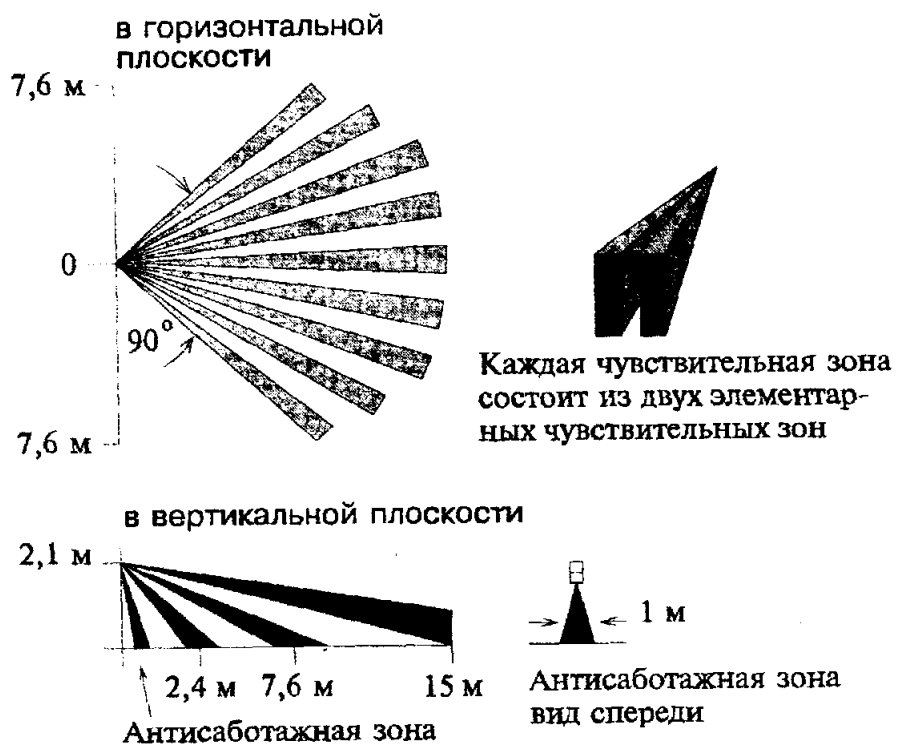 в горизонтальной
плоскости
7,6 м
0
90°
7,6 м
Каждая чувствительная зона
состоит из двух элементар-
ных чувствительных зон
в вертикальной плоскости
2,1 м
2,4 м 7,6 м 15 м
Антисаботажная зона
1 м
Антисаботажная зона
вид спереди